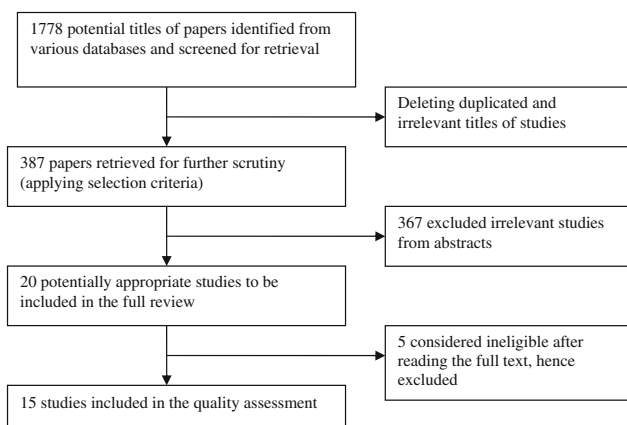 1778 potential titles of papers identified from
various databases and screened for retrieval
Deleting duplicated and
irrelevant titles of studies
387 papers retrieved for further scrutiny
(applying selection criteria)
367 excluded irrelevant studies
from abstracts
20 potentially appropriate studies to be
included in the full review
5 considered ineligible after
reading the full text, hence
excluded
15 studies included in the quality assessment